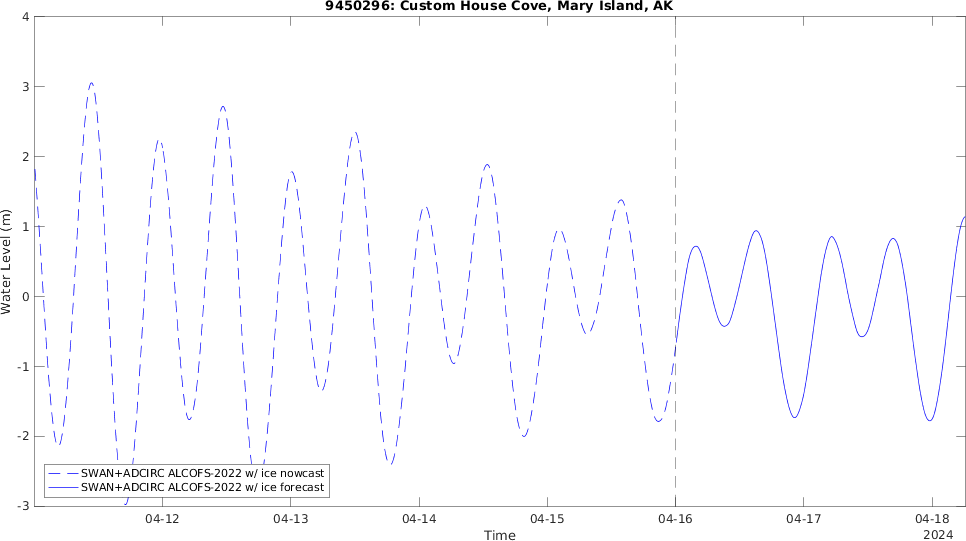 9450296: Custom House Cove, Mary Island, AK
4
3
2
1
0
-1
-2
-3
Water Level (m)
SWAN+ADCIRC ALCOFS-2022 w/ ice nowcast
SWAN+ADCIRC ALCOFS-2022 w/ ice forecast
04-12 04-13 04-14 04-15 04-16 04-17 04-18
Time
2024